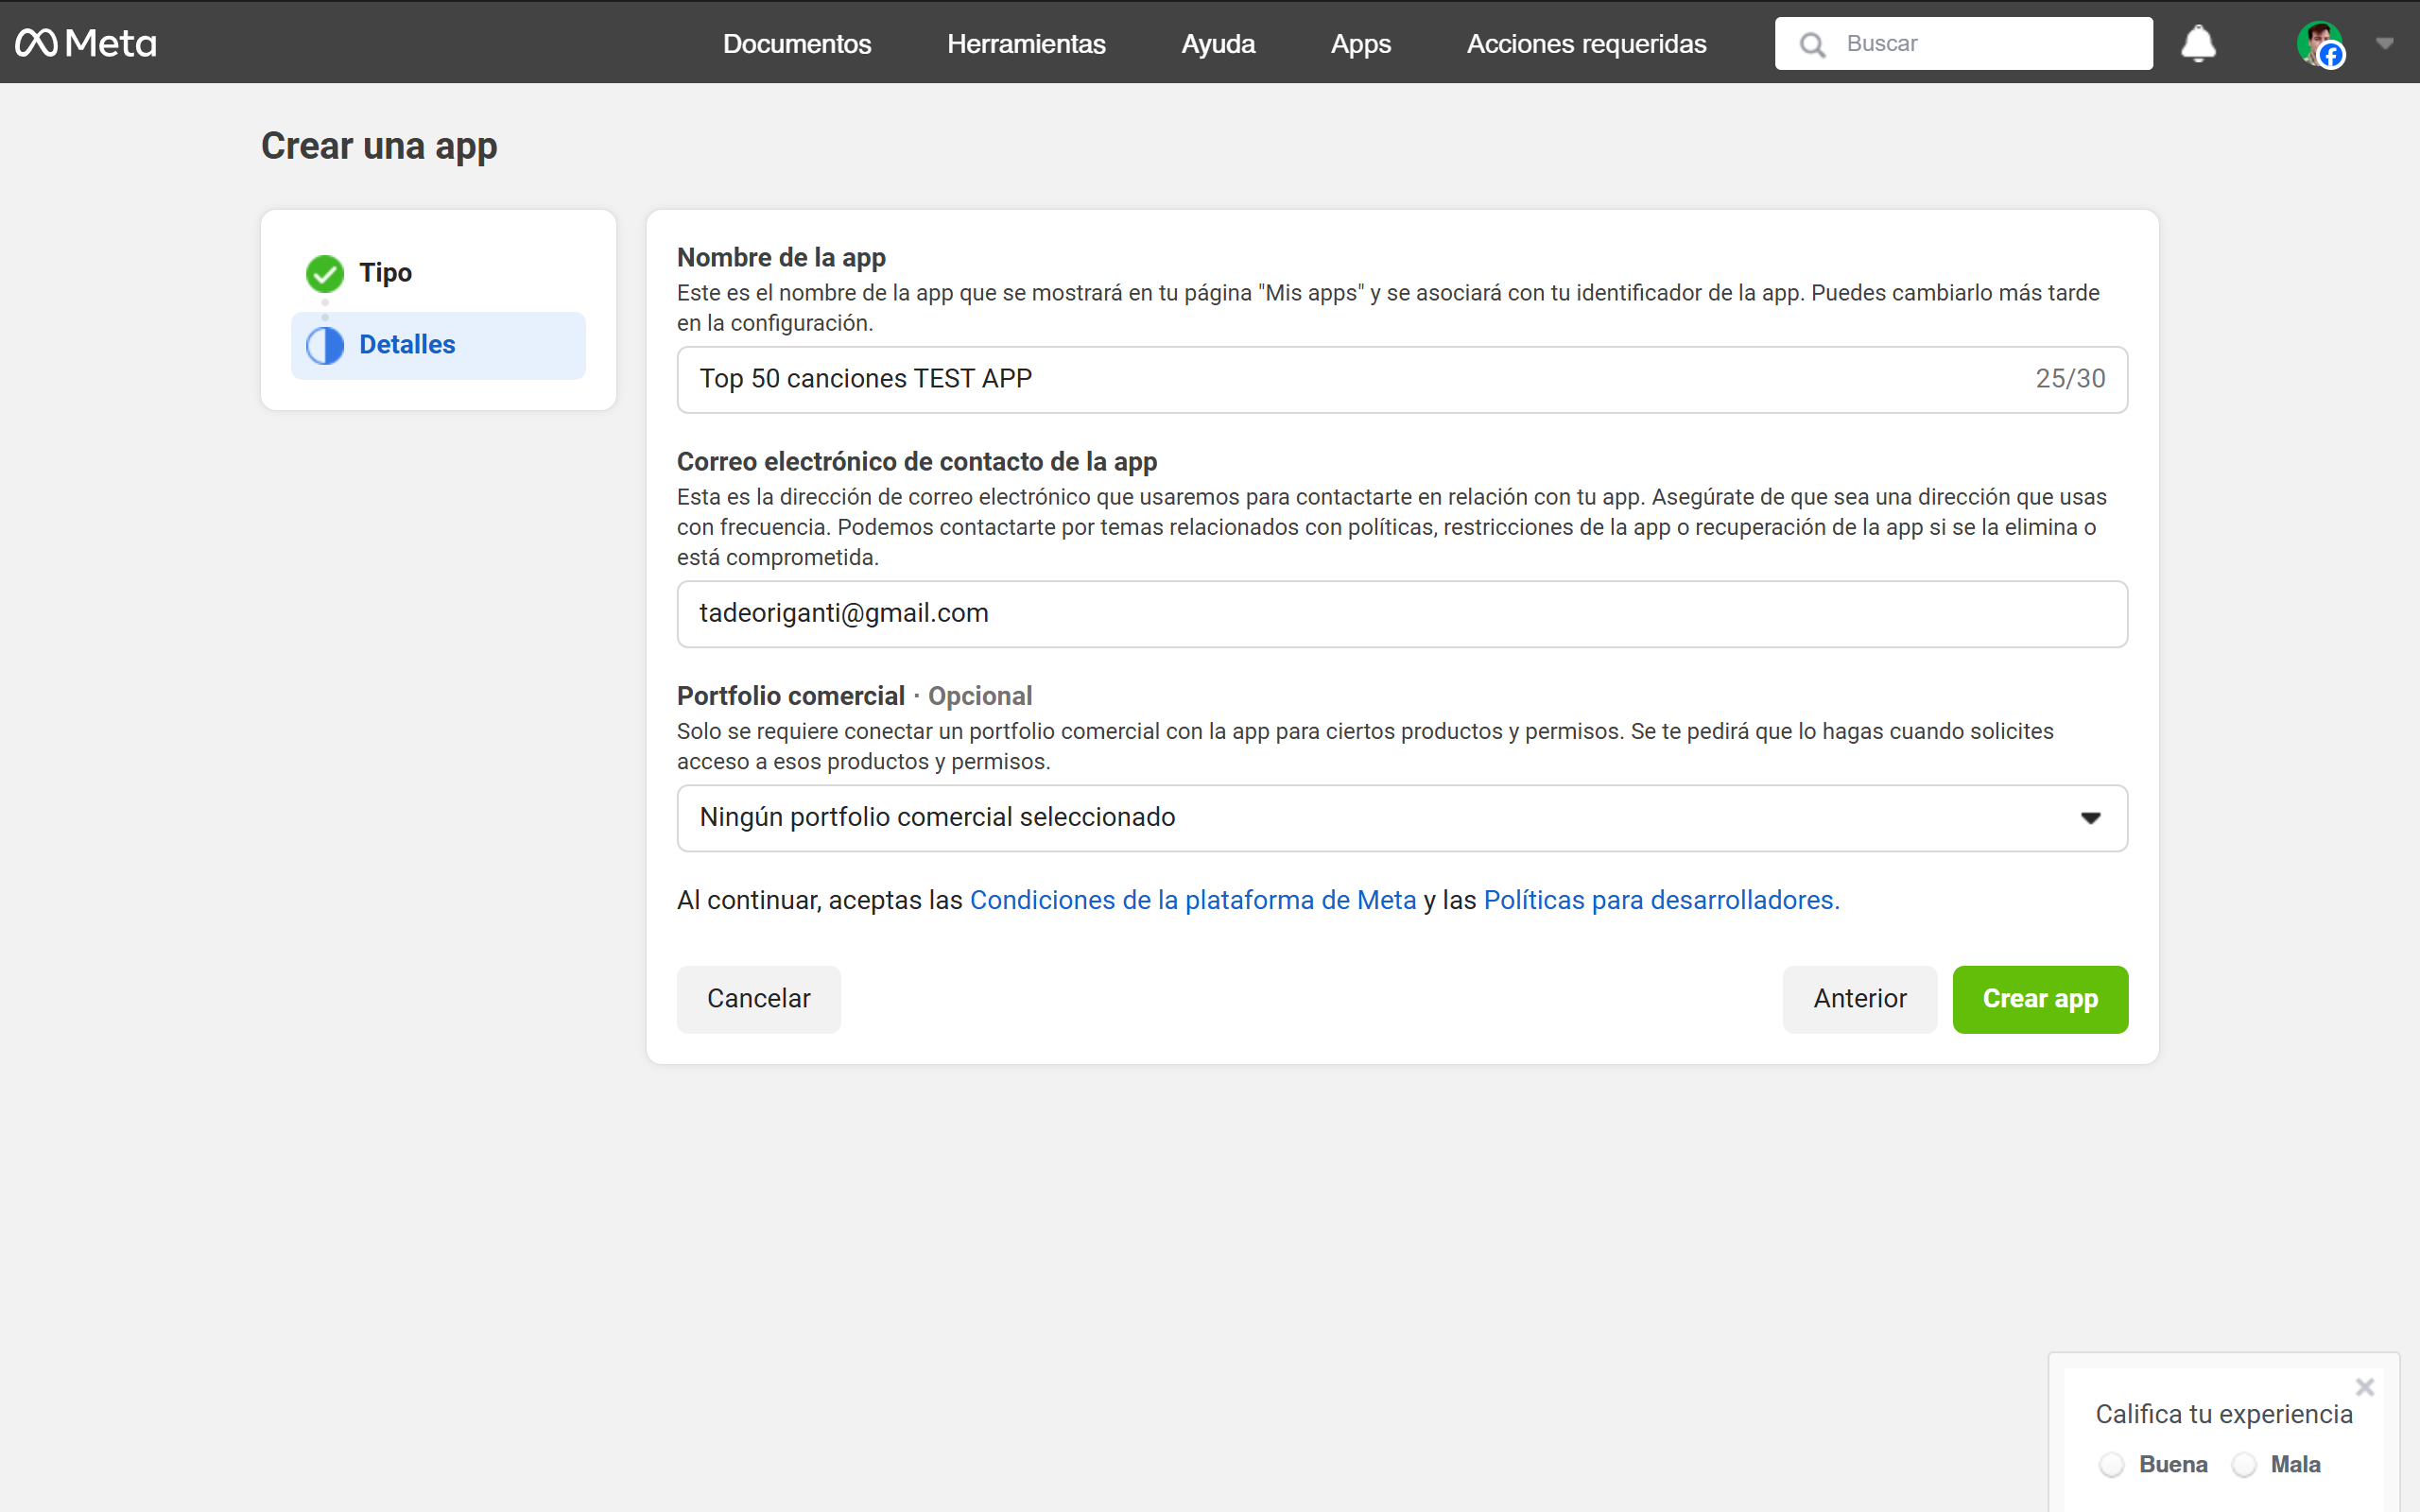 Meta
Documentos
Herramientas
Ayuda
Apps
Acciones requeridas
Buscar
Crear una app
Tipo
Detalles
Nombre de la app
Este es el nombre de la app que se mostrará en tu página "Mis apps" y se asociará con tu identificador de la app. Puedes cambiarlo más tarde
en la configuración.
Top 50 canciones TEST APP
25/30
Correo electrónico de contacto de la app
Esta es la dirección de correo electrónico que usaremos para contactarte en relación con tu app. Asegúrate de que sea una dirección que usas
con frecuencia. Podemos contactarte por temas relacionados con políticas, restricciones de la app o recuperación de la app si se la elimina o
está comprometida.
tadeoriganti@gmail.com
Portfolio comercial · Opcional
Solo se requiere conectar un portfolio comercial con la app para ciertos productos y permisos. Se te pedirá que lo hagas cuando solicites
acceso a esos productos y permisos.
Ningún portfolio comercial seleccionado
Al continuar, aceptas las Condiciones de la plataforma de Meta y las Políticas para desarrolladores.
Cancelar
Anterior
Crear app
Califica tu experiencia
Buena
Mala